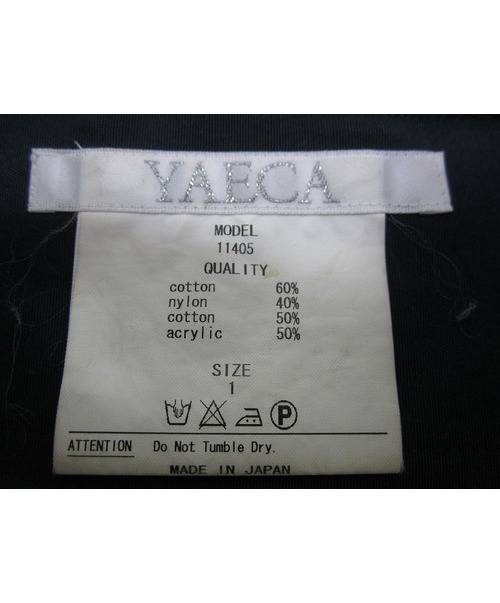 YAECA
MODEL
11405
QUALITY
cotton 60%
nylon 40%
cotton 50%
acrylic 50%
SIZE
1
P
ATTENTION Do Not Tumble Dry.
MADE IN JAPAN